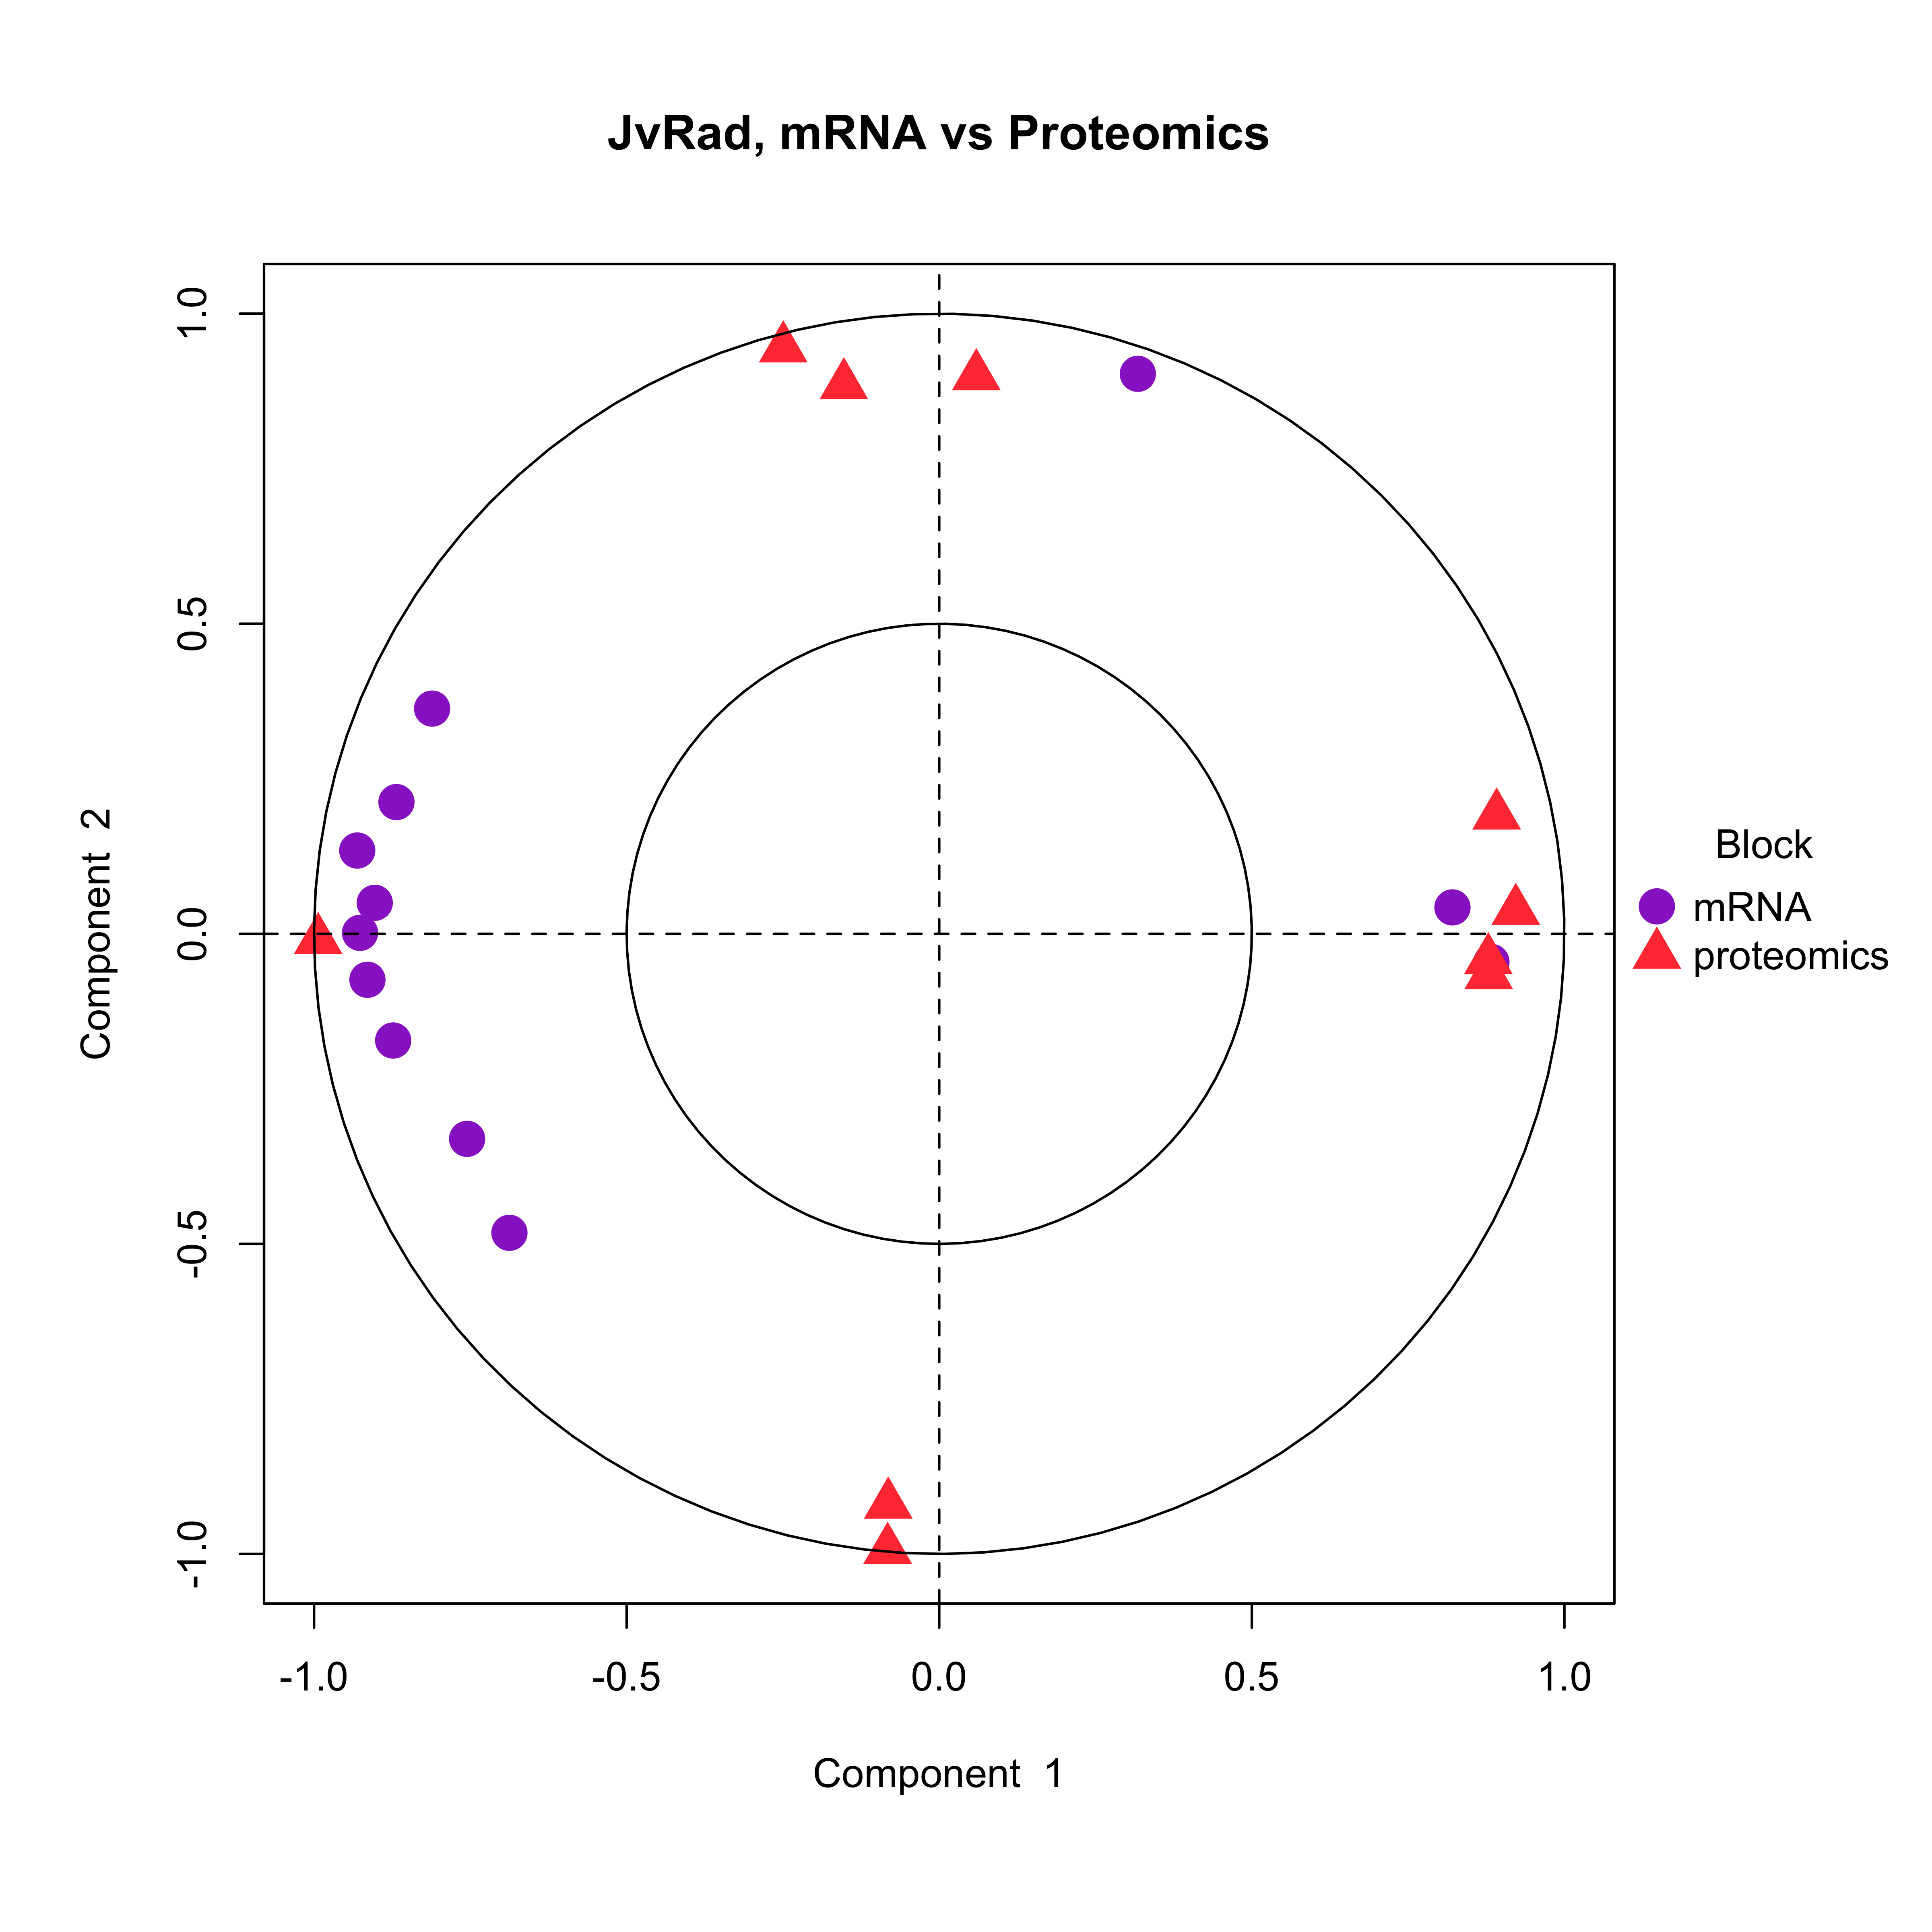 JvRad, mRNA vs Proteomics
1.0
0.5
0.0
-0.5
-1.0
Component 2
-1.0
-0.5
0.0
0.5
1.0
Component 1
Block
mRNA
proteomics